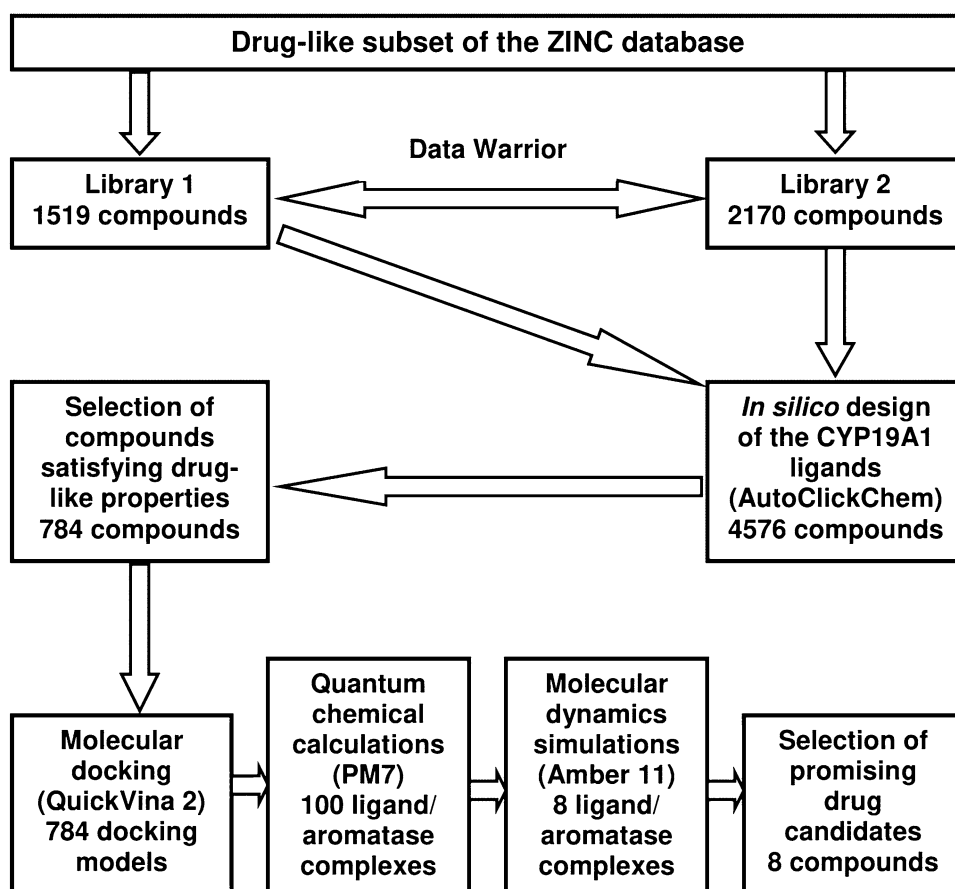 Drug-like subset of the ZINC database
Data Warrior
Library 1
1519 compounds
Library 2
2170 compounds
In silico design
of the CYP19A1
ligands
(AutoClickChem)
4576 compounds
Selection of
compounds
satisfying drug-
like properties
784 compounds
Molecular
docking
(QuickVina 2)
784 docking
models
Quantum
chemical
calculations
(PM7)
100 ligand/
aromatase
complexes
Molecular
dynamics
simulations
(Amber 11)
8 ligand/
aromatase
complexes
Selection of
promising
drug
candidates
8 compounds